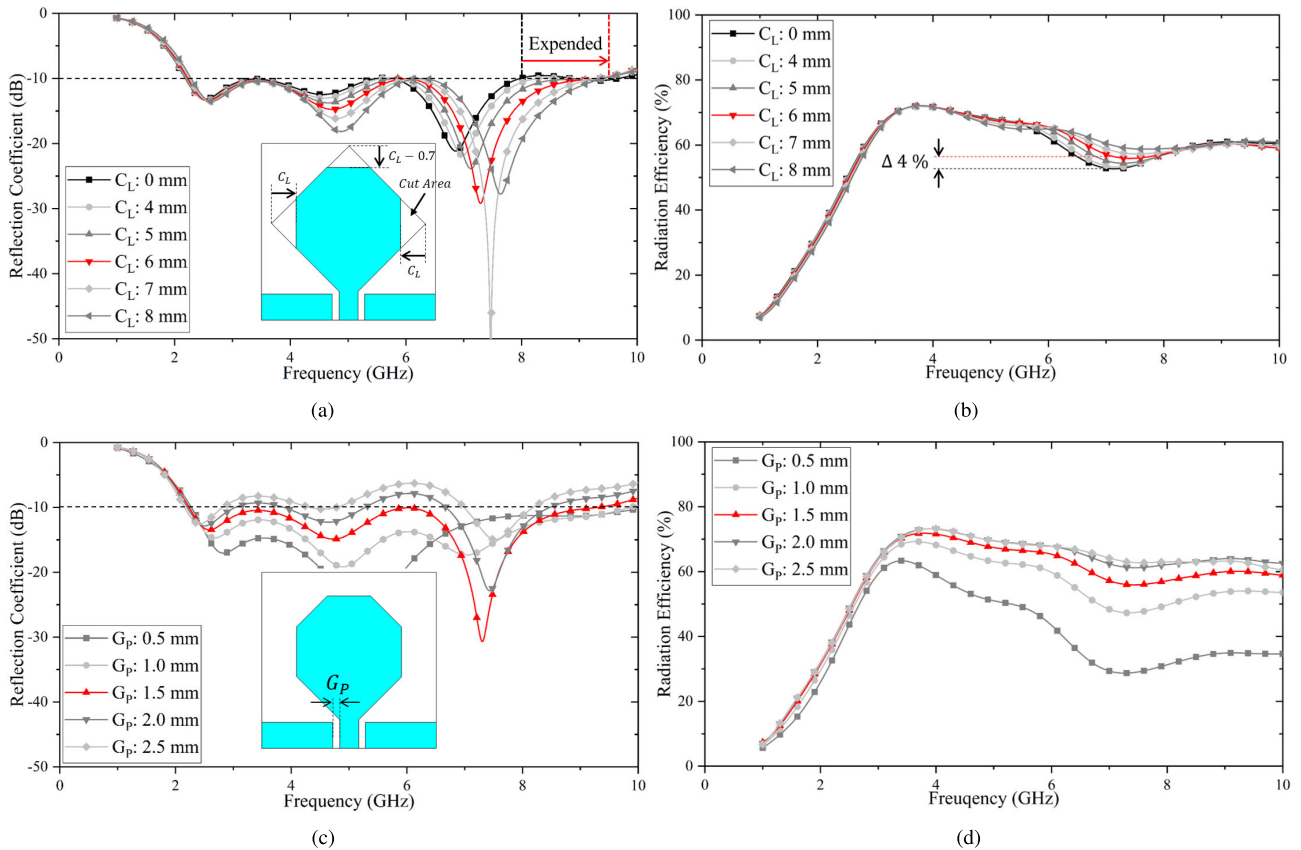 0
-10
-20
-30
-40
-50
Reflection Coefficient (dB)
Expended
C_L: 0 mm
C_L: 4 mm
C_L: 5 mm
C_L: 6 mm
C_L: 7 mm
C_L: 8 mm
C_L − 0.7
C_L
Cut Area
C_L
0 2 4 6 8 10
Frequency (GHz)
(a)
100
80
60
40
20
0
Radiation Efficiency (%)
C_L: 0 mm
C_L: 4 mm
C_L: 5 mm
C_L: 6 mm
C_L: 7 mm
C_L: 8 mm
Δ 4 %
0 2 4 6 8 10
Freuqency (GHz)
(b)
0
-10
-20
-30
-40
-50
Reflection Coefficient (dB)
G_P: 0.5 mm
G_P: 1.0 mm
G_P: 1.5 mm
G_P: 2.0 mm
G_P: 2.5 mm
G_P
0 2 4 6 8 10
Frequency (GHz)
(c)
100
80
60
40
20
0
Radiation Efficiency (%)
G_P: 0.5 mm
G_P: 1.0 mm
G_P: 1.5 mm
G_P: 2.0 mm
G_P: 2.5 mm
0 2 4 6 8 10
Freuqency (GHz)
(d)